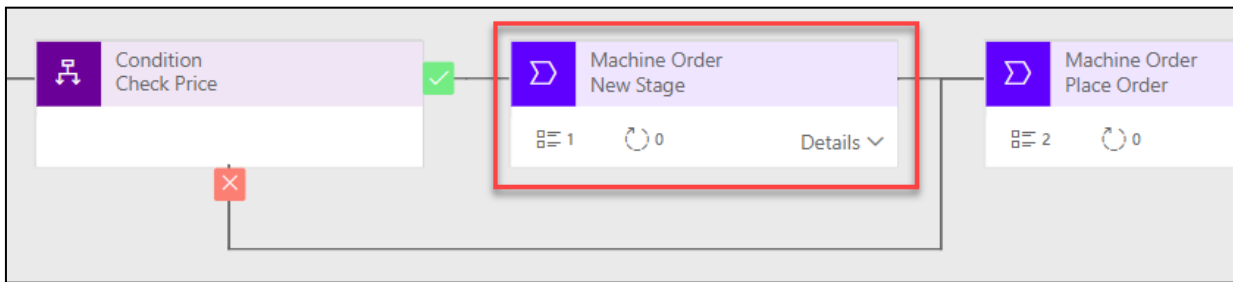 Condition
Check Price
Machine Order
New Stage
1
0
Details
Machine Order
Place Order
2
0